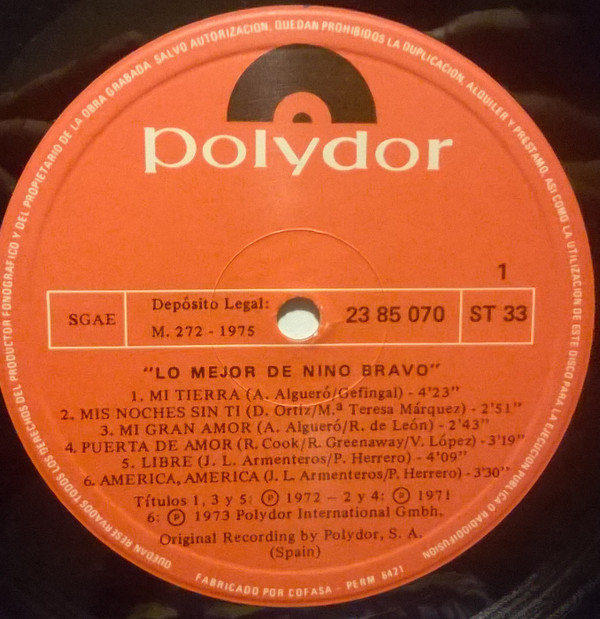 polydor
1
SGAE
Depósito Legal:
M. 272 - 1975
23 85 070
ST 33
"LO MEJOR DE NINO BRAVO"
1. MI TIERRA (A. Algueró/Gefingal) - 4'23"
2. MIS NOCHES SIN TI (D. Ortiz/M.ª Teresa Márquez) - 2'51"
3. MI GRAN AMOR (A. Algueró/R. de León) - 2'43"
4. PUERTA DE AMOR (R. Cook/R. Greenaway/V. López) - 3'19"
5. LIBRE (J. L. Armenteros/P. Herrero) - 4'09"
6. AMERICA, AMERICA (J. L. Armenteros/P. Herrero) - 3'30"
Títulos 1, 3 y 5: Ⓟ 1972 – 2 y 4: Ⓟ 1971
6: Ⓟ 1973 Polydor International Gmbh.
Original Recording by Polydor, S. A.
(Spain)
QUEDAN RESERVADOS TODOS LOS DERECHOS DEL PRODUCTOR FONOGRAFICO Y DEL PROPIETARIO DE LA OBRA GRABADA. SALVO AUTORIZACION, QUEDAN PROHIBIDOS LA DUPLICACION, ALQUILER Y PRESTAMO, ASI COMO LA UTILIZACION DE ESTE DISCO PARA LA EJECUCION PUBLICA O RADIODIFUSION
FABRICADO POR COFASA - PERM 6421